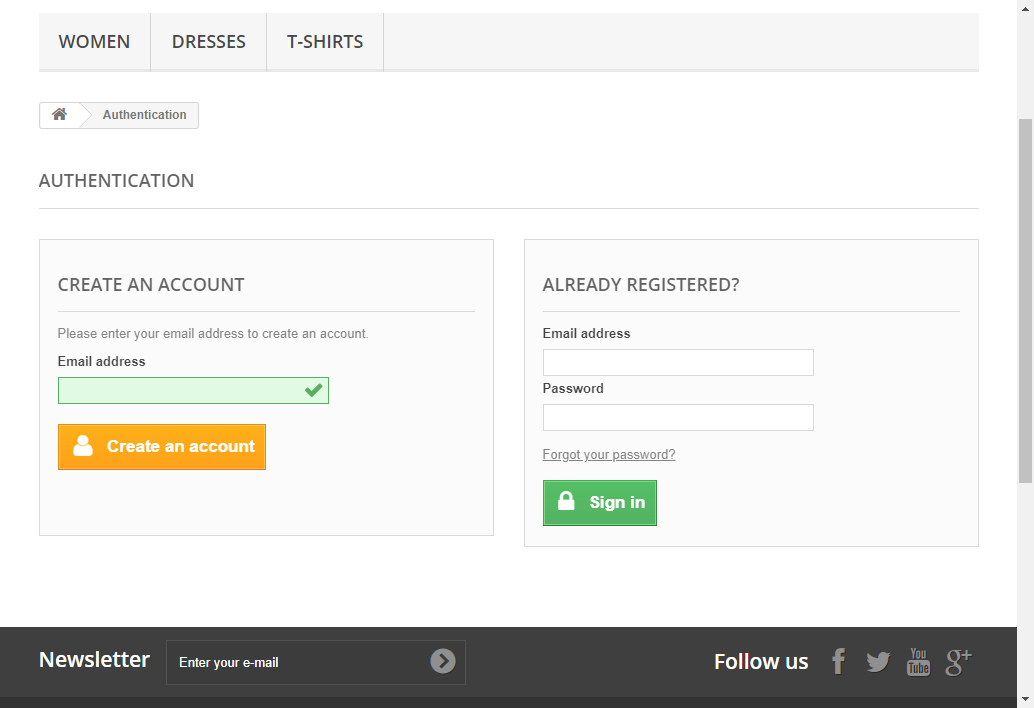 WOMEN DRESSES T-SHIRTS
Authentication
AUTHENTICATION
CREATE AN ACCOUNT
Please enter your email address to create an account.
Email address
Create an account
ALREADY REGISTERED?
Email address
Password
Forgot your password?
Sign in
Newsletter Enter your e-mail
Follow us f You Tube g+